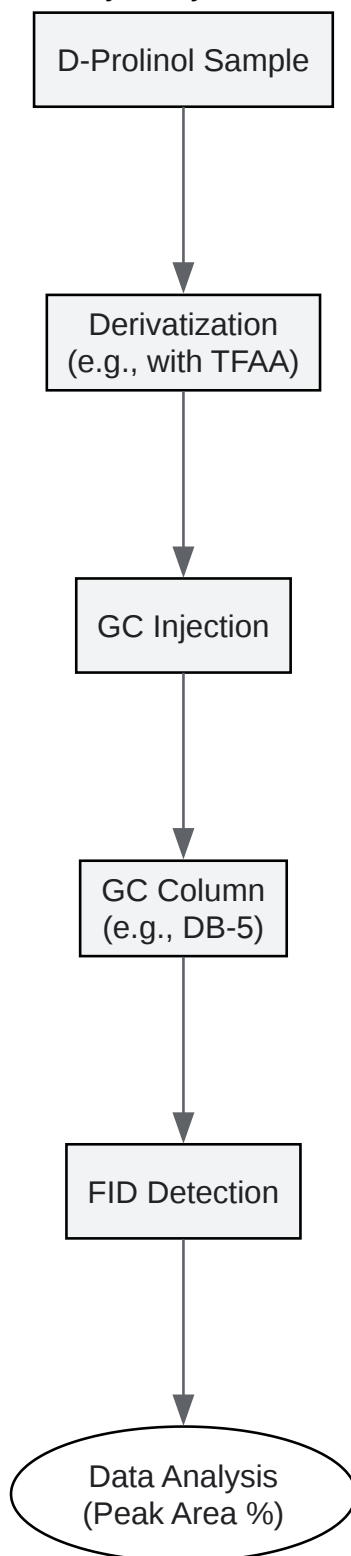 D-Prolinol Sample
Derivatization
(e.g., with TFAA)
GC Injection
GC Column
(e.g., DB-5)
FID Detection
Data Analysis
(Peak Area %)